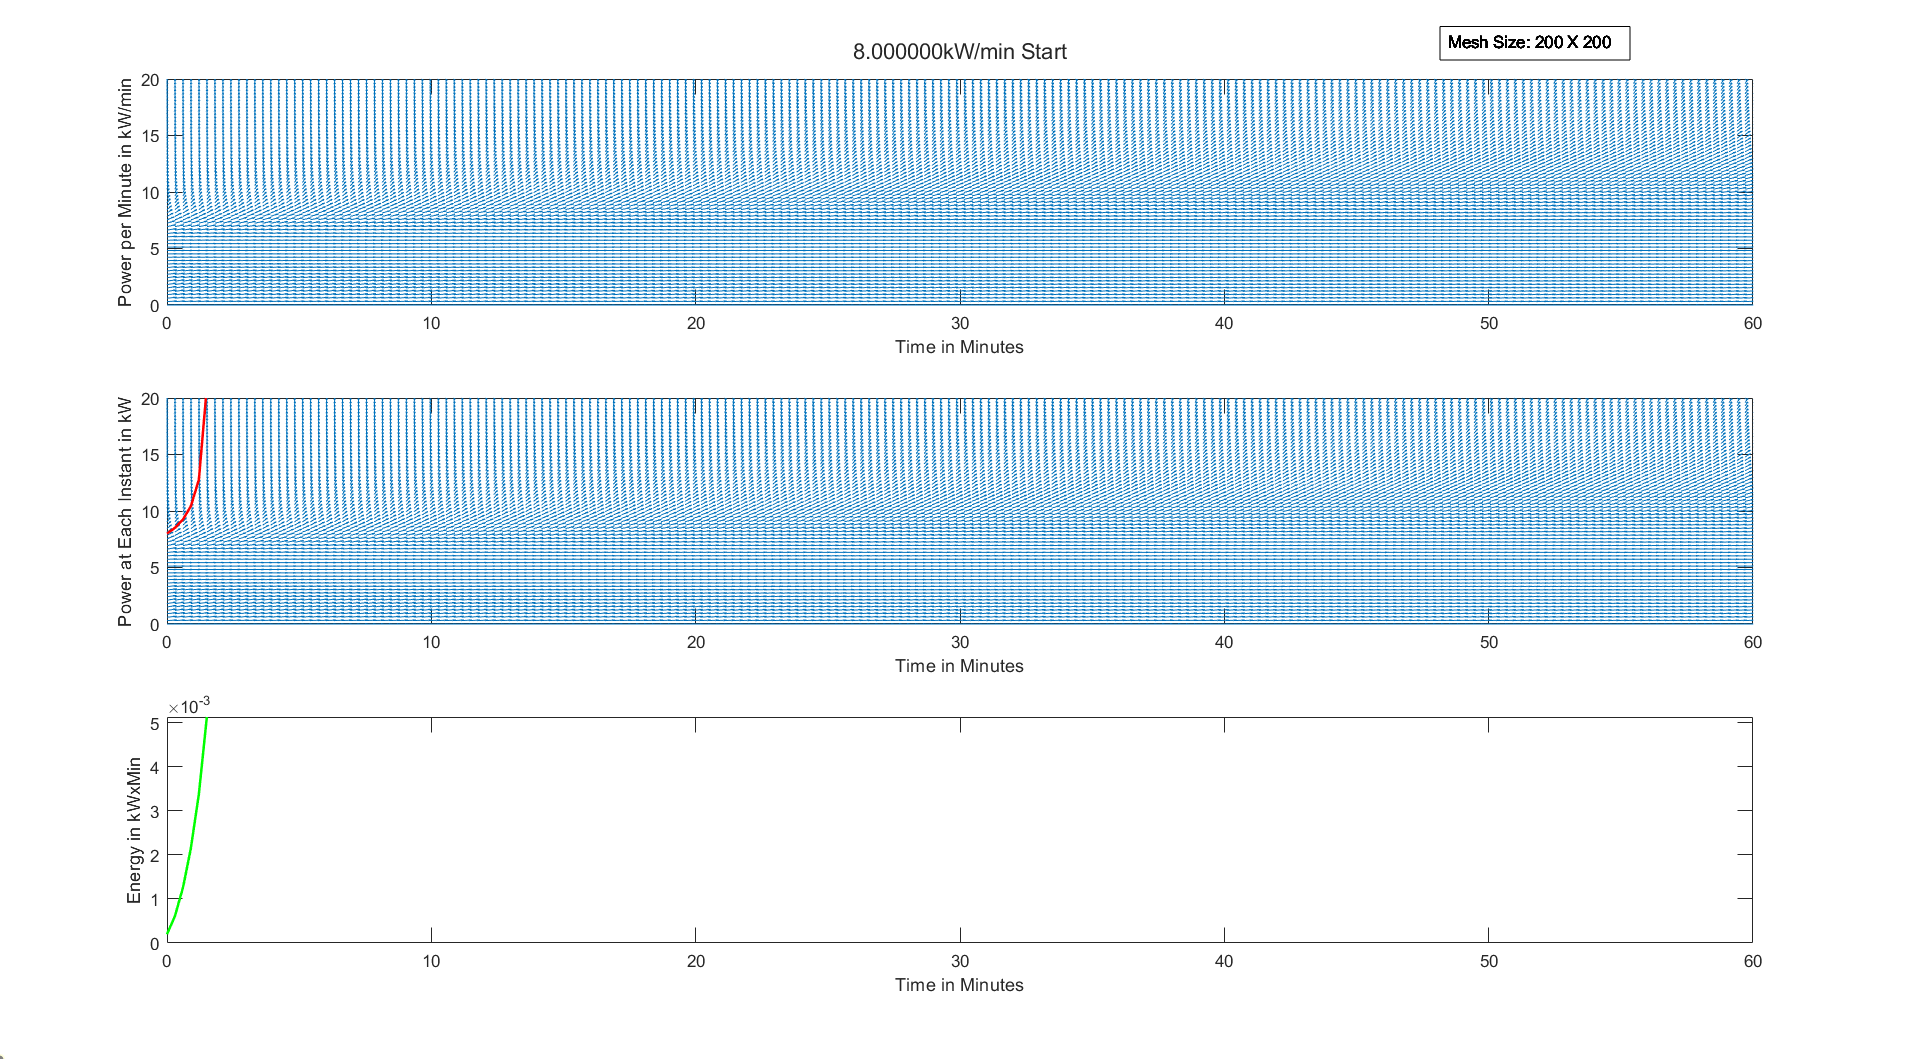 Mesh Size: 200 X 200
8.000000kW/min Start
Power per Minute in kW/min
20
15
10
5
0
0 10 20 30 40 50 60
Time in Minutes
Power at Each Instant in kW
20
15
10
5
0
0 10 20 30 40 50 60
Time in Minutes
×10⁻³
Energy in kWxMin
5
4
3
2
1
0
0 10 20 30 40 50 60
Time in Minutes